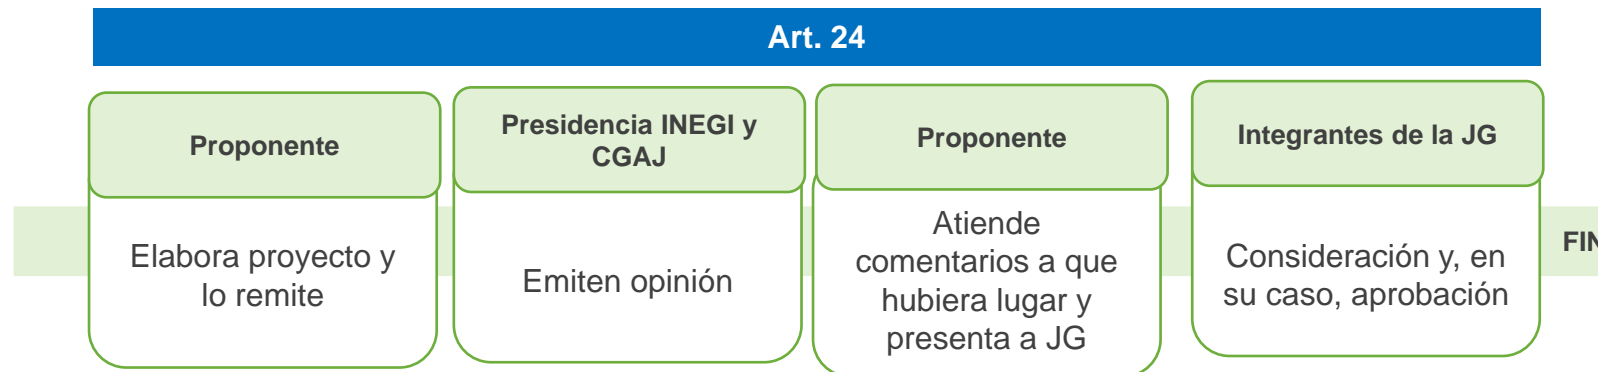 Art. 24
Proponente
Elabora proyecto y
lo remite
Presidencia INEGI y
CGAJ
Emiten opinión
Proponente
Atiende
comentarios a que
hubiera lugar y
presenta a JG
Integrantes de la JG
Consideración y, en
su caso, aprobación
FIN